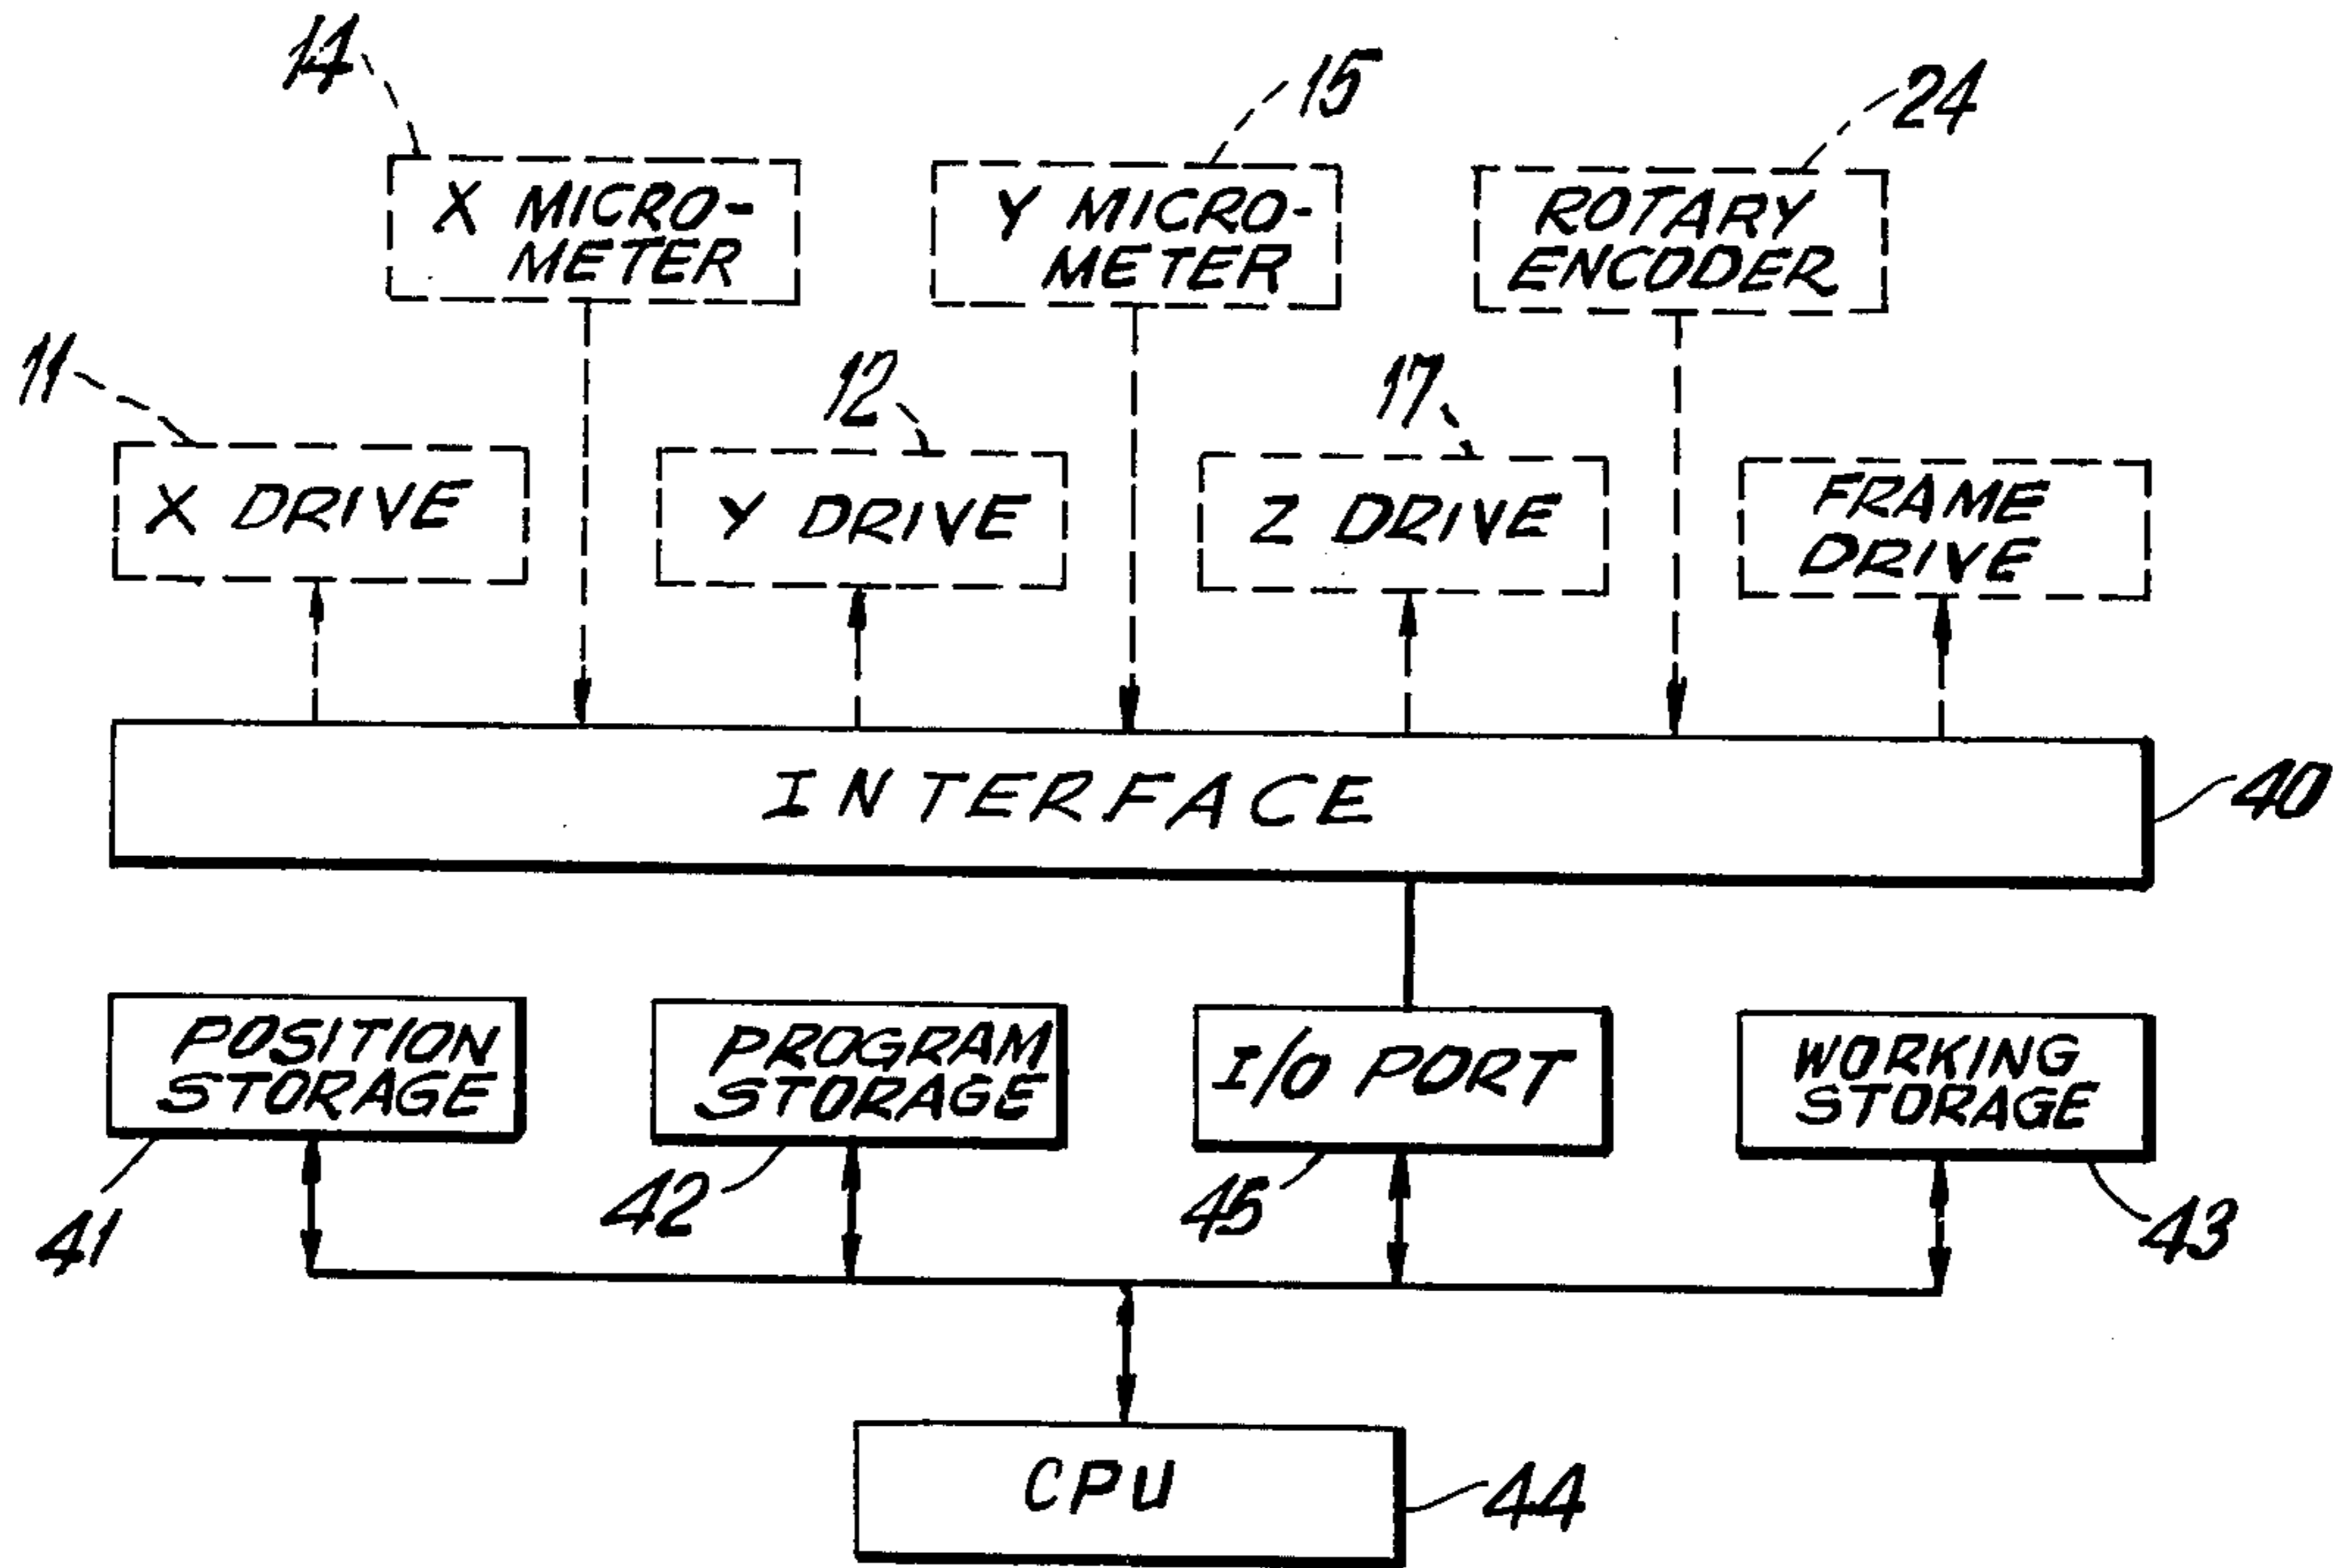 14
15
24
X MICRO-
METER
Y MICRO-
METER
ROTARY
ENCODER
11
12
17
X DRIVE
Y DRIVE
Z DRIVE
FRAME
DRIVE
INTERFACE
40
POSITION
STORAGE
PROGRAM
STORAGE
I/O PORT
WORKING
STORAGE
41
42
45
43
CPU
44